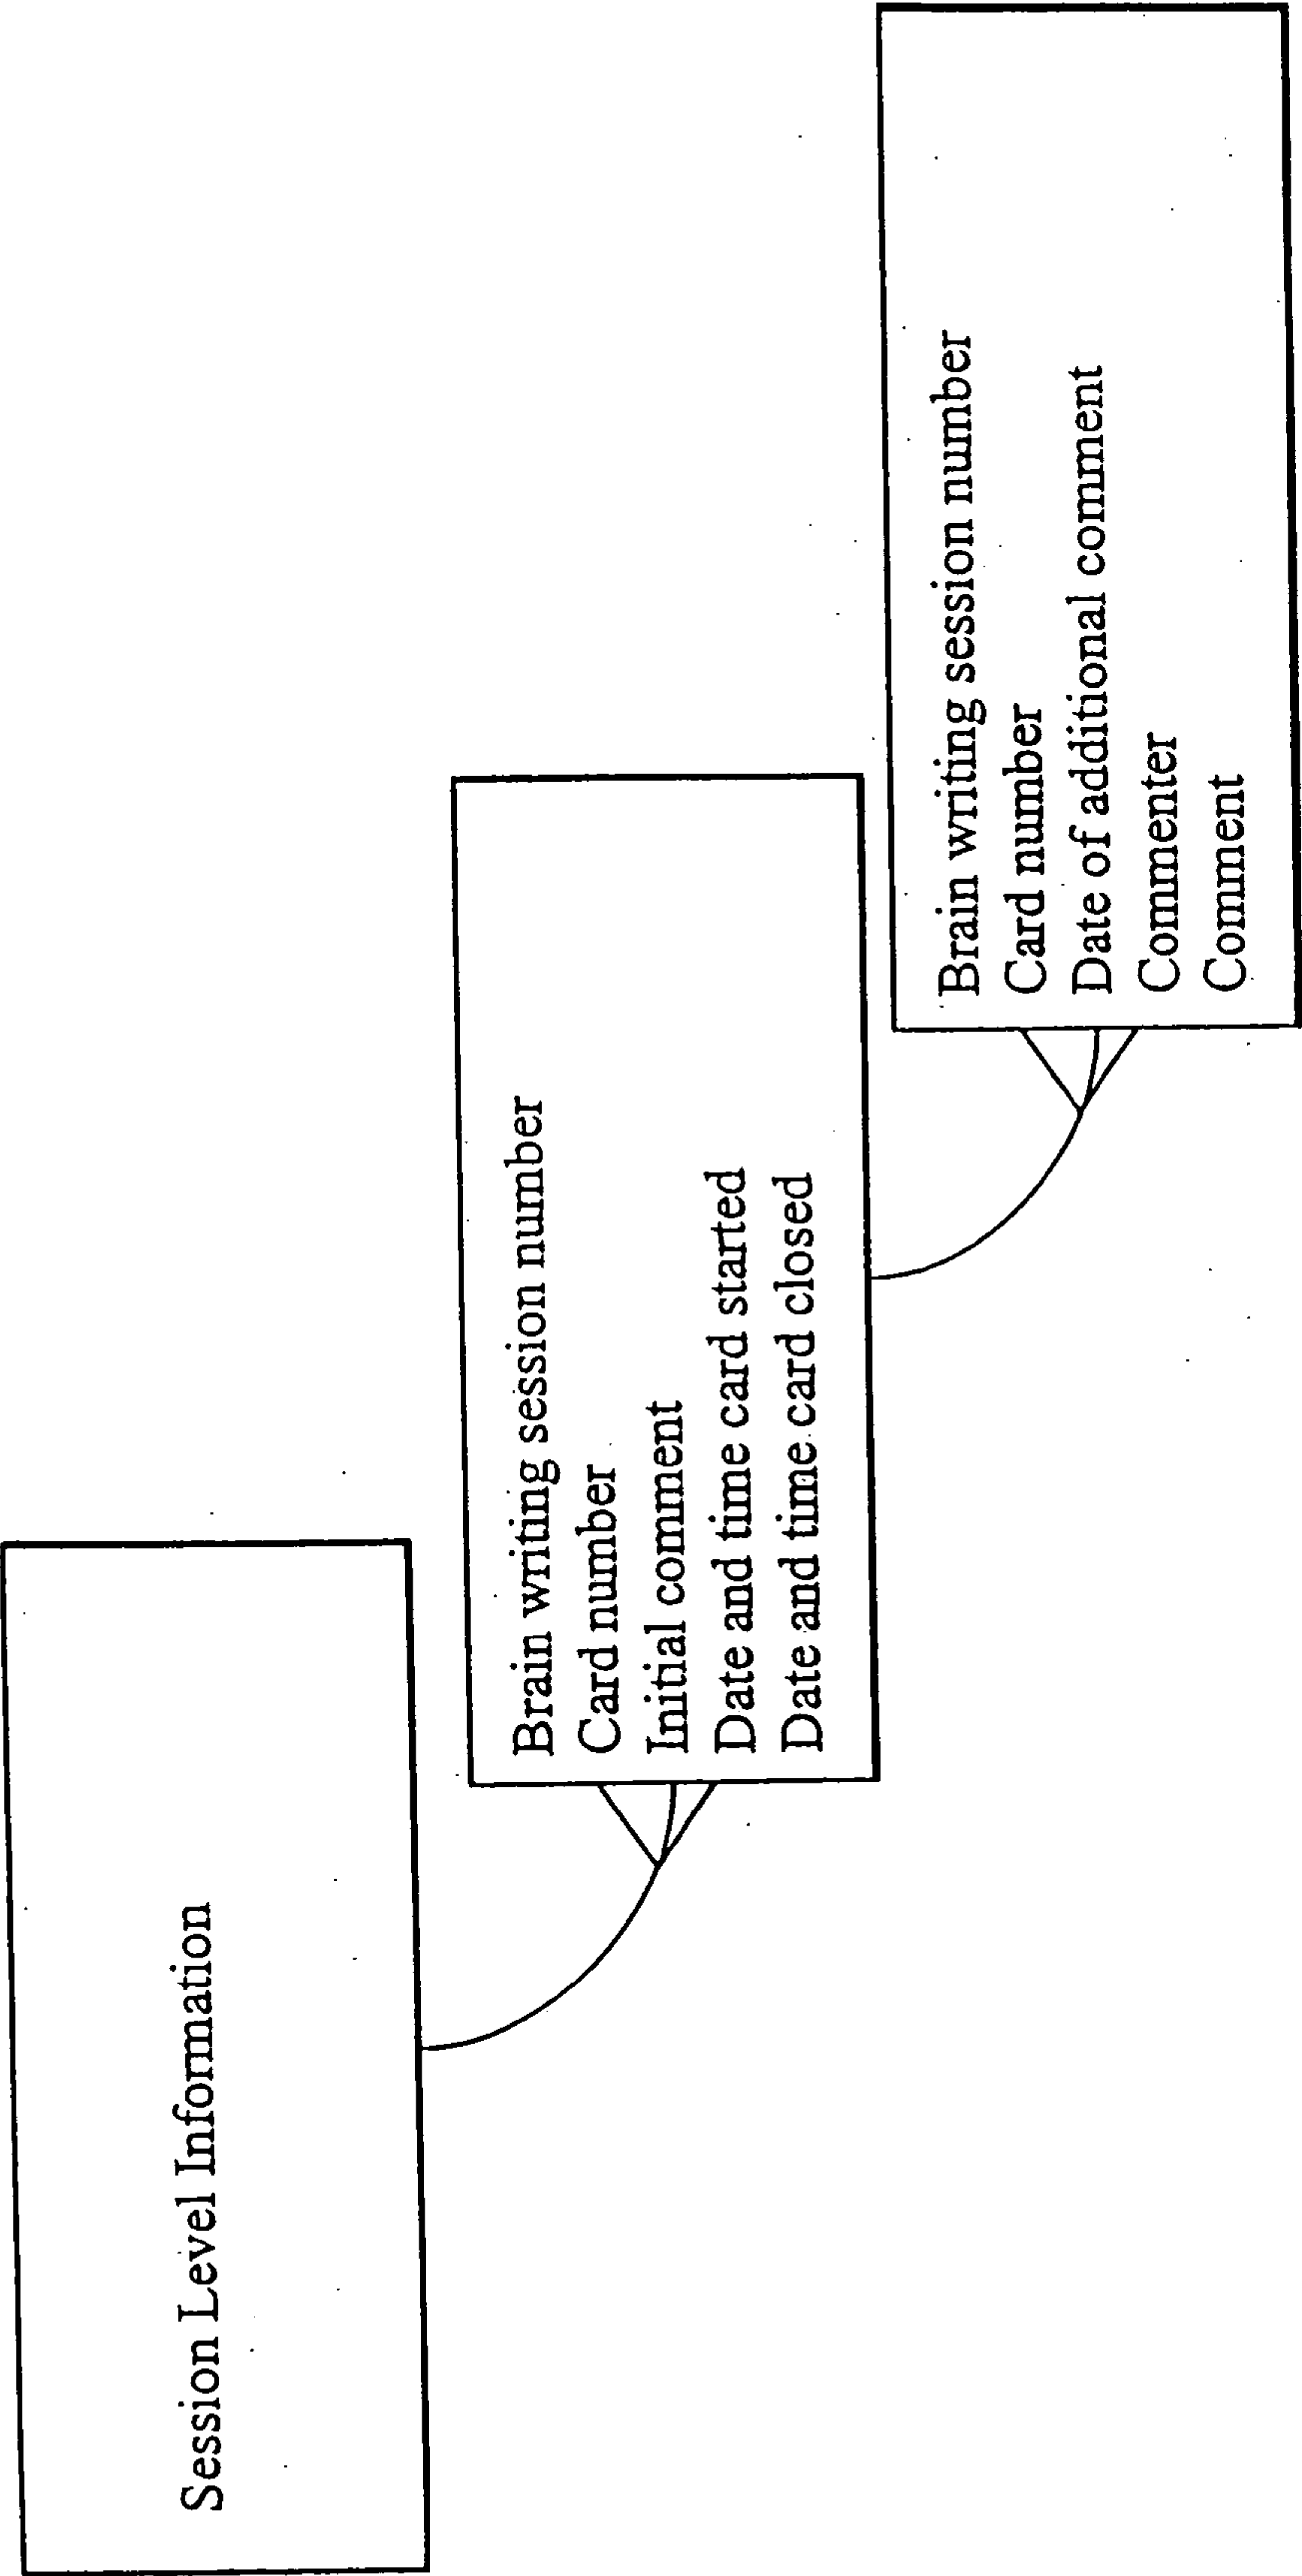 Session Level Information
Brain writing session number
Card number
Initial comment
Date and time card started
Date and time card closed
Brain writing session number
Card number
Date of additional comment
Commenter
Comment